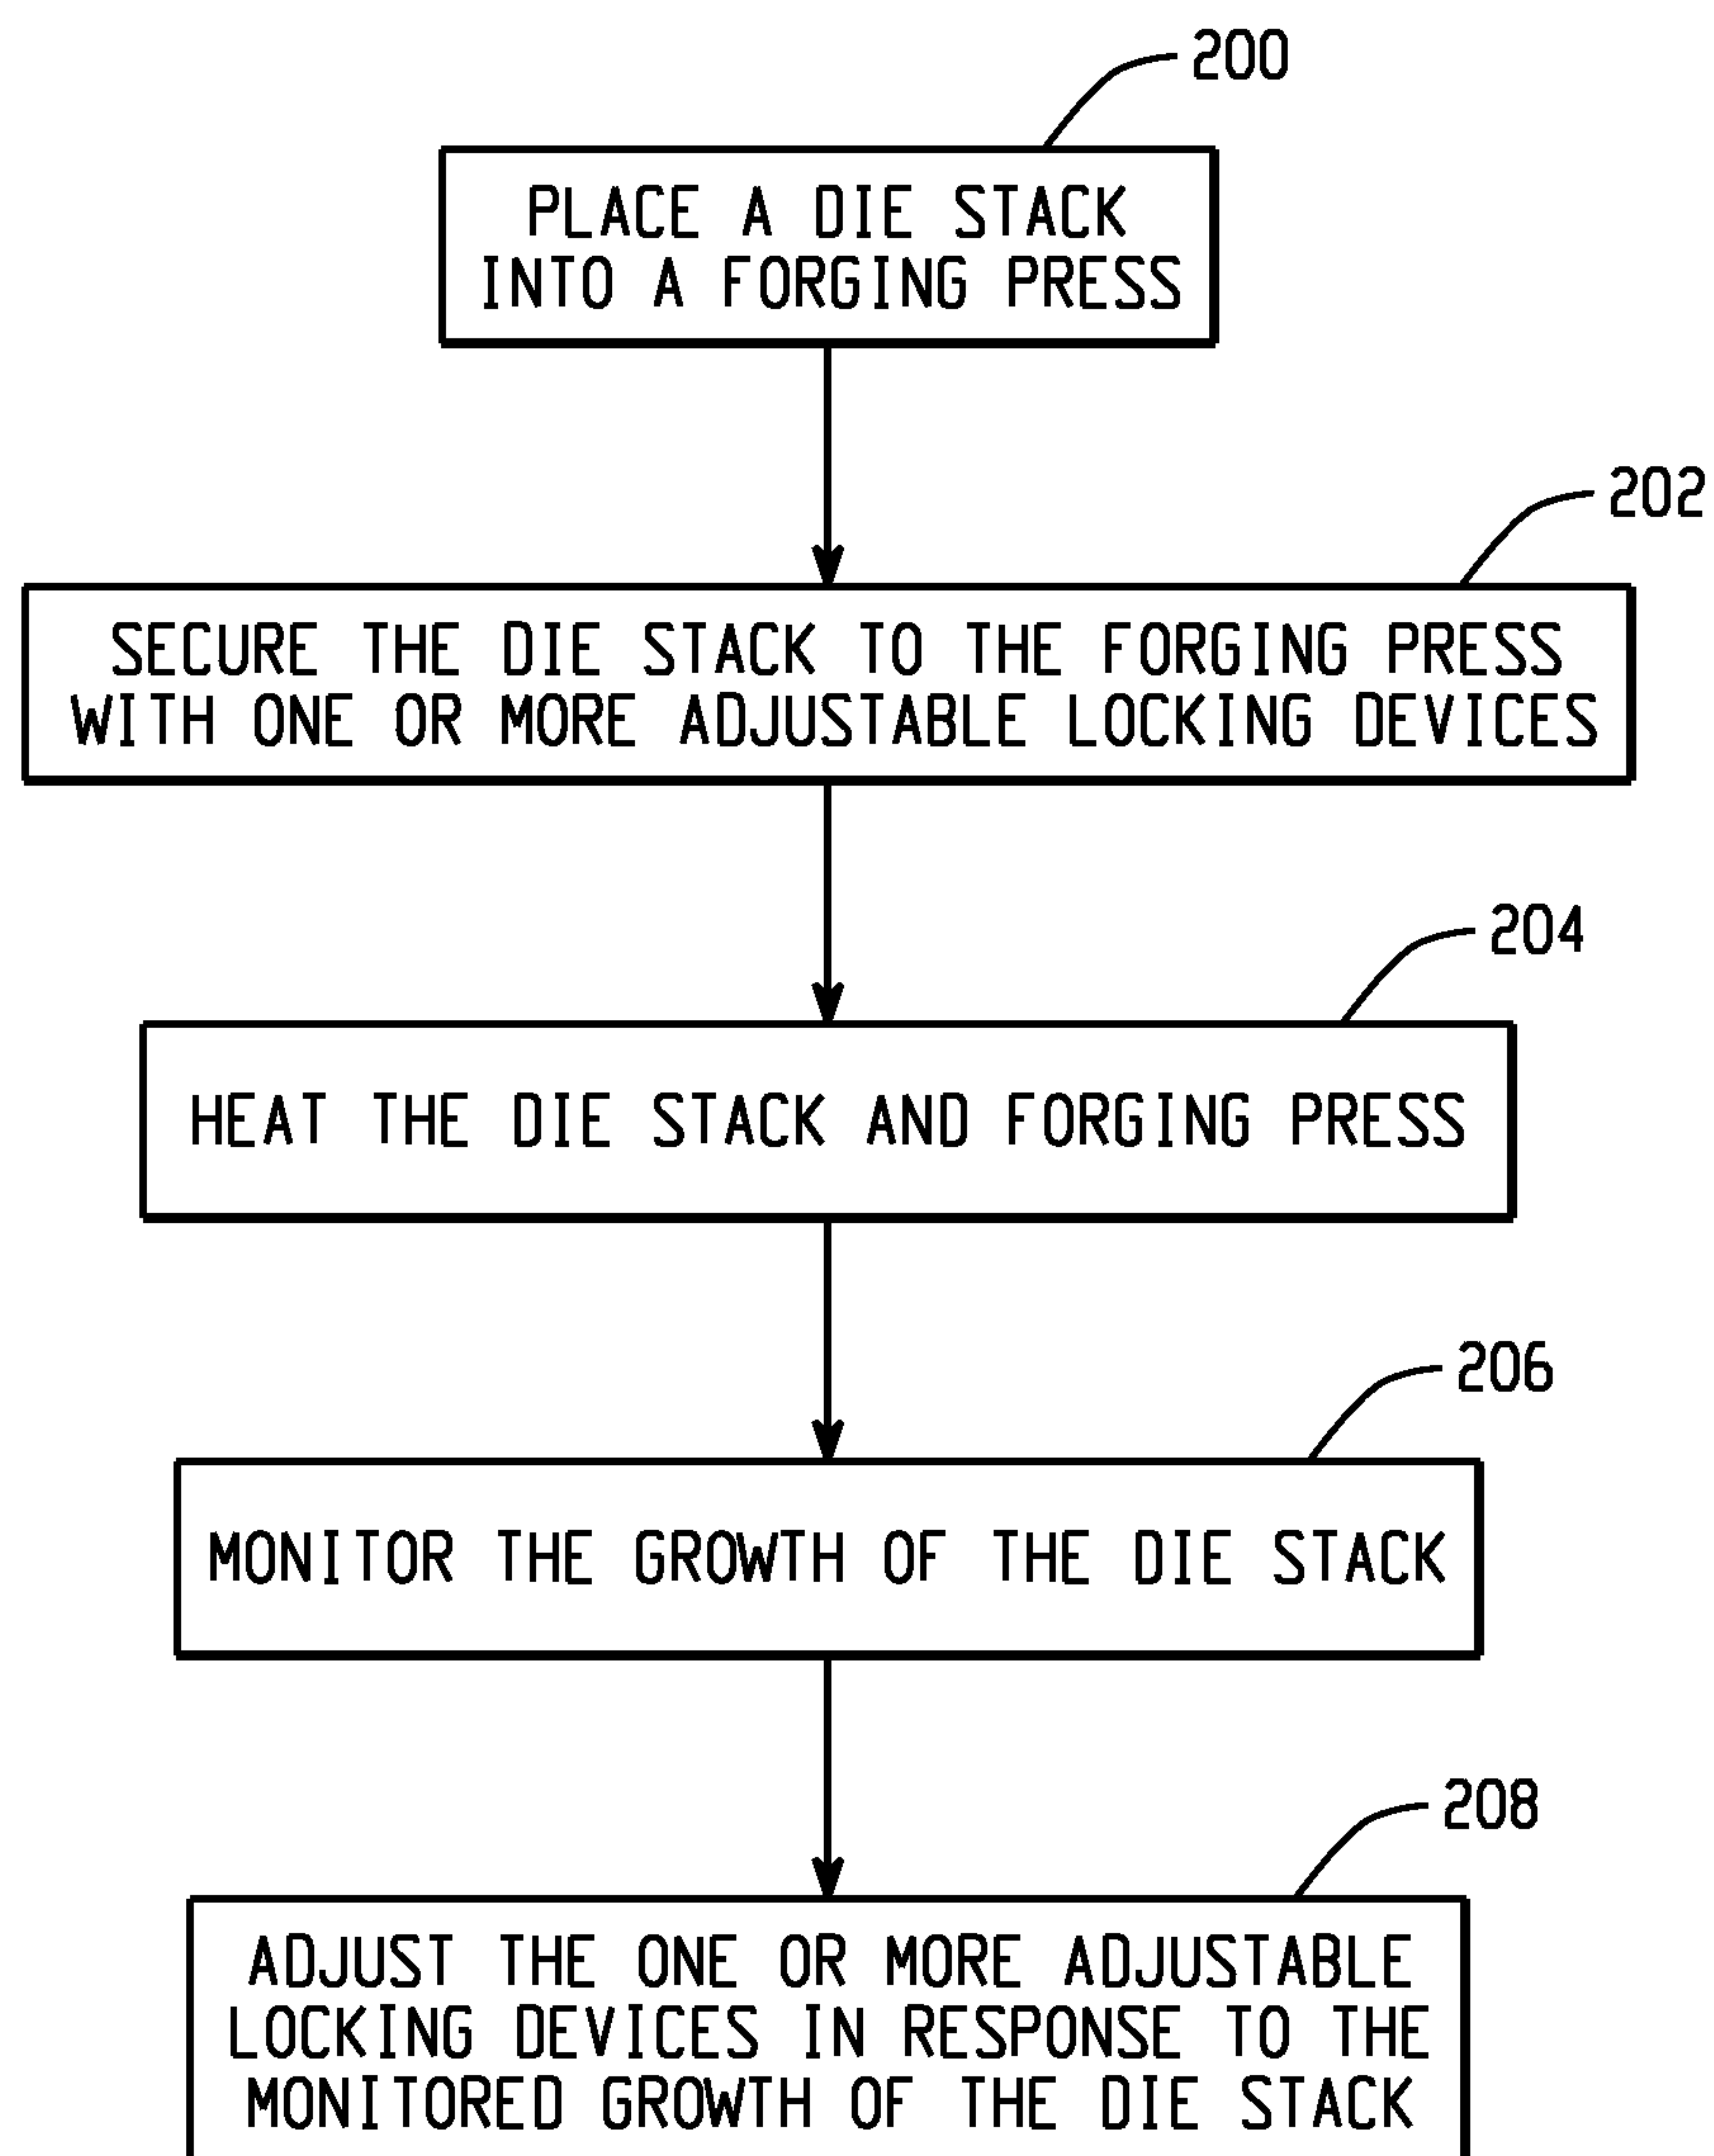 200
PLACE A DIE STACK
INTO A FORGING PRESS
202
SECURE THE DIE STACK TO THE FORGING PRESS
WITH ONE OR MORE ADJUSTABLE LOCKING DEVICES
204
HEAT THE DIE STACK AND FORGING PRESS
206
MONITOR THE GROWTH OF THE DIE STACK
208
ADJUST THE ONE OR MORE ADJUSTABLE
LOCKING DEVICES IN RESPONSE TO THE
MONITORED GROWTH OF THE DIE STACK